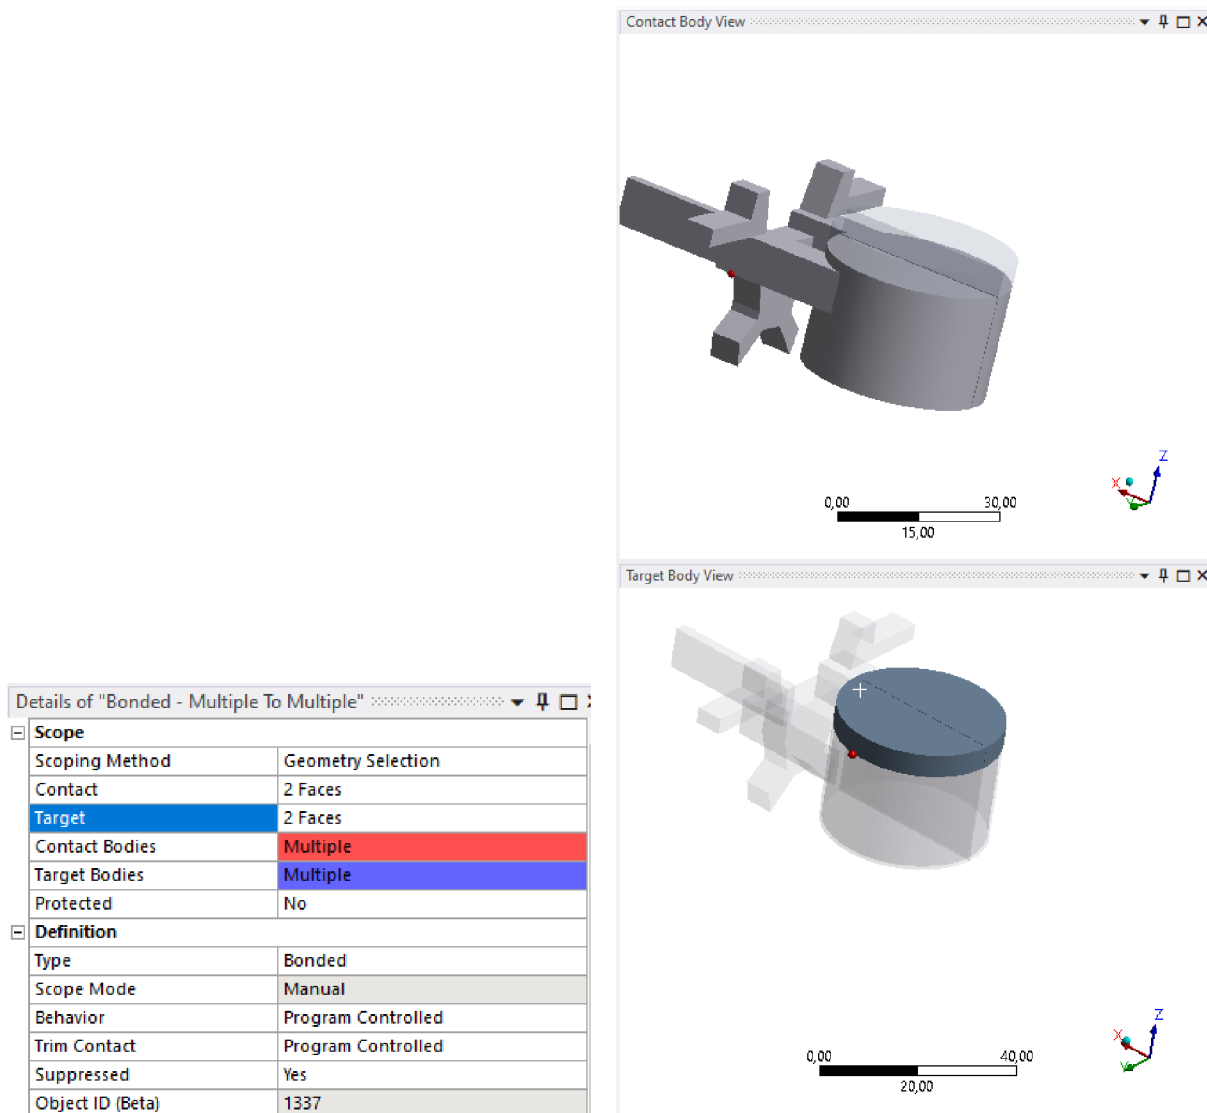 Contact Body View
X
Z
0,00
30,00
15,00
Target Body View
X
Z
Y
0,00
40,00
20,00
Details of "Bonded - Multiple To Multiple"
Scope
Scoping Method Geometry Selection
Contact 2 Faces
Target 2 Faces
Contact Bodies Multiple
Target Bodies Multiple
Protected No
Definition
Type Bonded
Scope Mode Manual
Behavior Program Controlled
Trim Contact Program Controlled
Suppressed Yes
Object ID (Beta) 1337